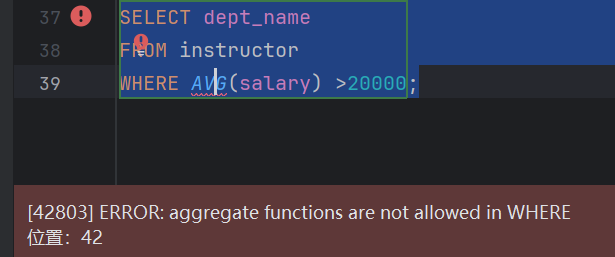 37 SELECT dept_name
38 FROM instructor
39 WHERE AVG(salary) >20000;
[42803] ERROR: aggregate functions are not allowed in WHERE
位置：42